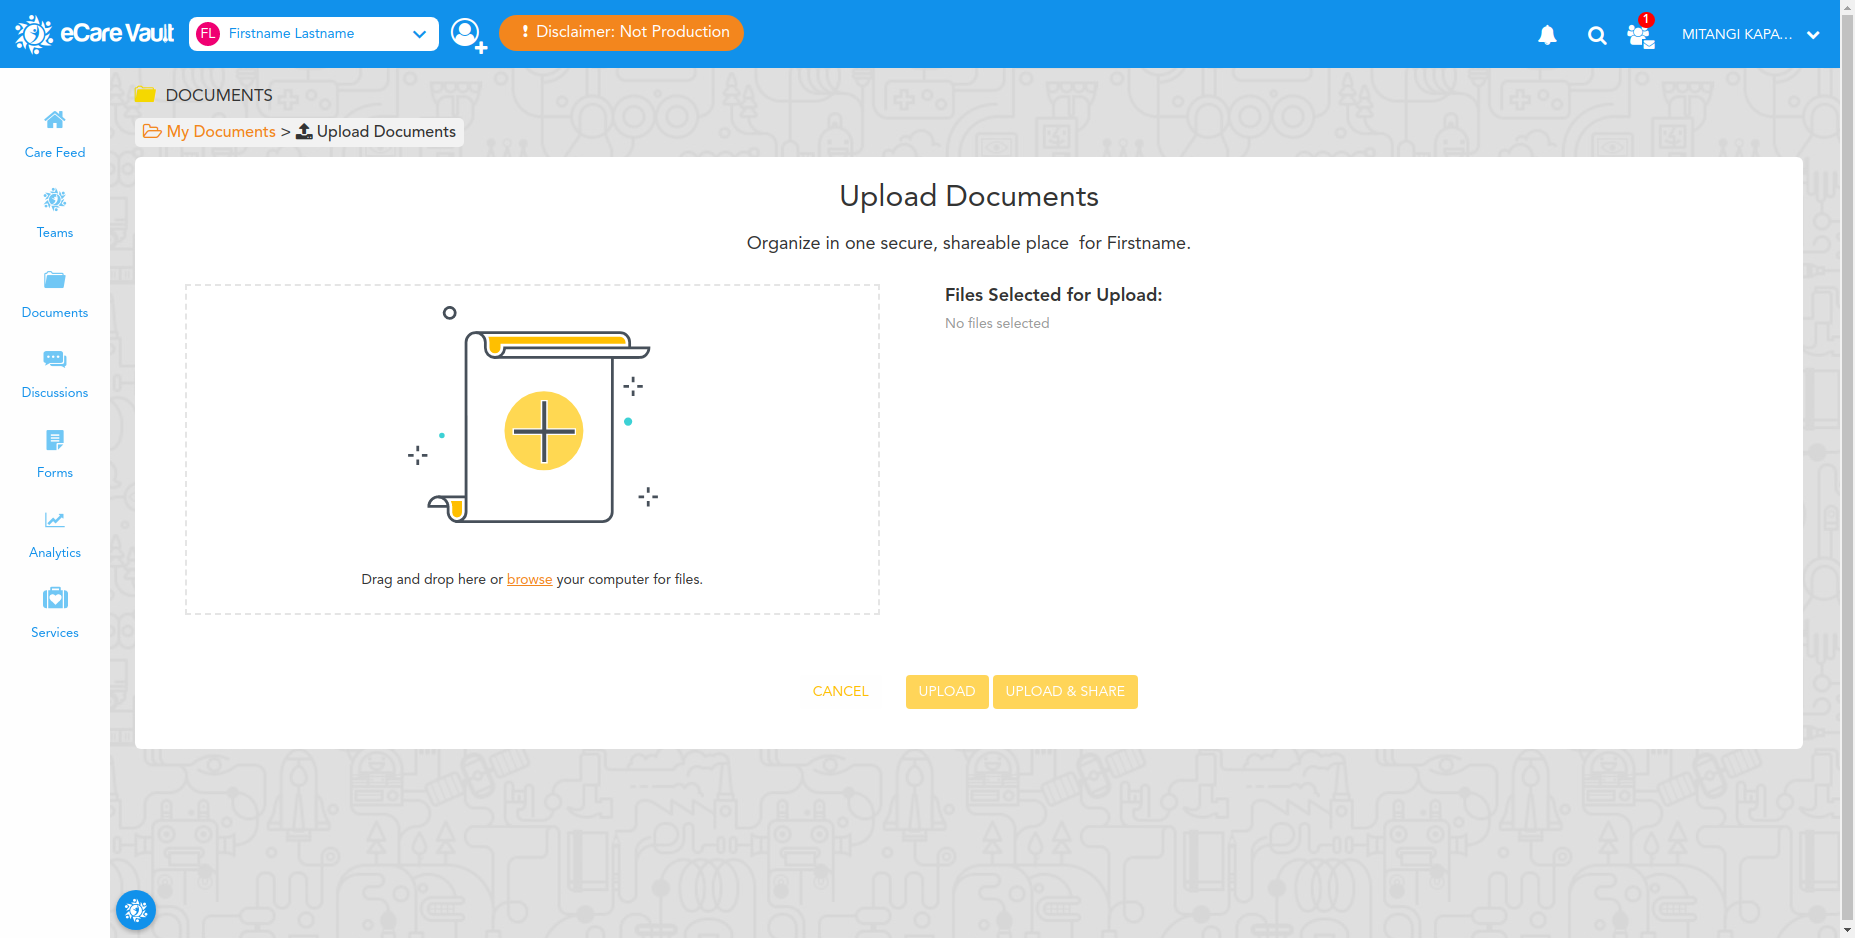 eCare Vault
FL Firstname Lastname
! Disclaimer: Not Production
1
MITANGI KAPA...
Care Feed
Teams
Documents
Discussions
Forms
Analytics
Services
DOCUMENTS
My Documents > Upload Documents
Upload Documents
Organize in one secure, shareable place  for Firstname.
Drag and drop here or browse your computer for files.
Files Selected for Upload:
No files selected
CANCEL
UPLOAD
UPLOAD & SHARE